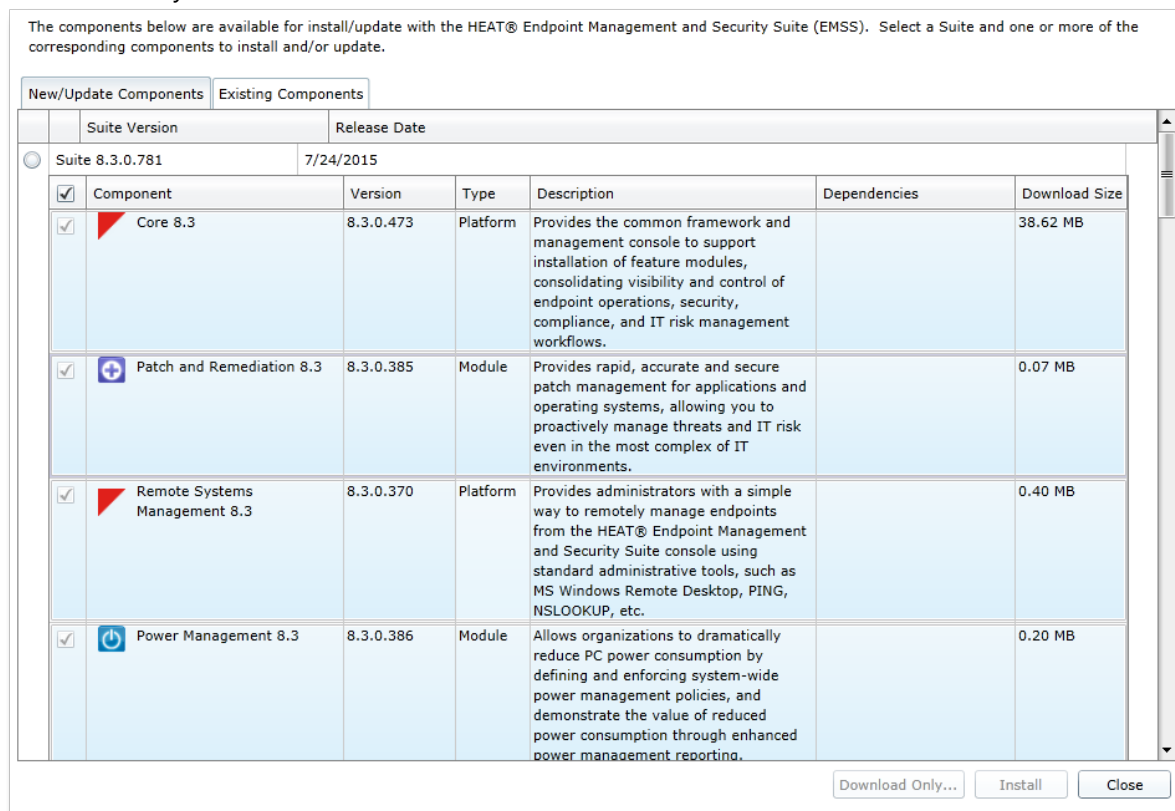 The components below are available for install/update with the HEAT® Endpoint Management and Security Suite (EMSS).  Select a Suite and one or more of the
corresponding components to install and/or update.
New/Update Components Existing Components
Suite Version Release Date
Suite 8.3.0.781 7/24/2015
Component Version Type Description Dependencies Download Size
Core 8.3 8.3.0.473 Platform Provides the common framework and 38.62 MB
management console to support
installation of feature modules,
consolidating visibility and control of
endpoint operations, security,
compliance, and IT risk management
workflows.
Patch and Remediation 8.3 8.3.0.385 Module Provides rapid, accurate and secure 0.07 MB
patch management for applications and
operating systems, allowing you to
proactively manage threats and IT risk
even in the most complex of IT
environments.
Remote Systems 8.3.0.370 Platform Provides administrators with a simple 0.40 MB
Management 8.3 way to remotely manage endpoints
from the HEAT® Endpoint Management
and Security Suite console using
standard administrative tools, such as
MS Windows Remote Desktop, PING,
NSLOOKUP, etc.
Power Management 8.3 8.3.0.386 Module Allows organizations to dramatically 0.20 MB
reduce PC power consumption by
defining and enforcing system-wide
power management policies, and
demonstrate the value of reduced
power consumption through enhanced
power management reporting.
Download Only... Install Close